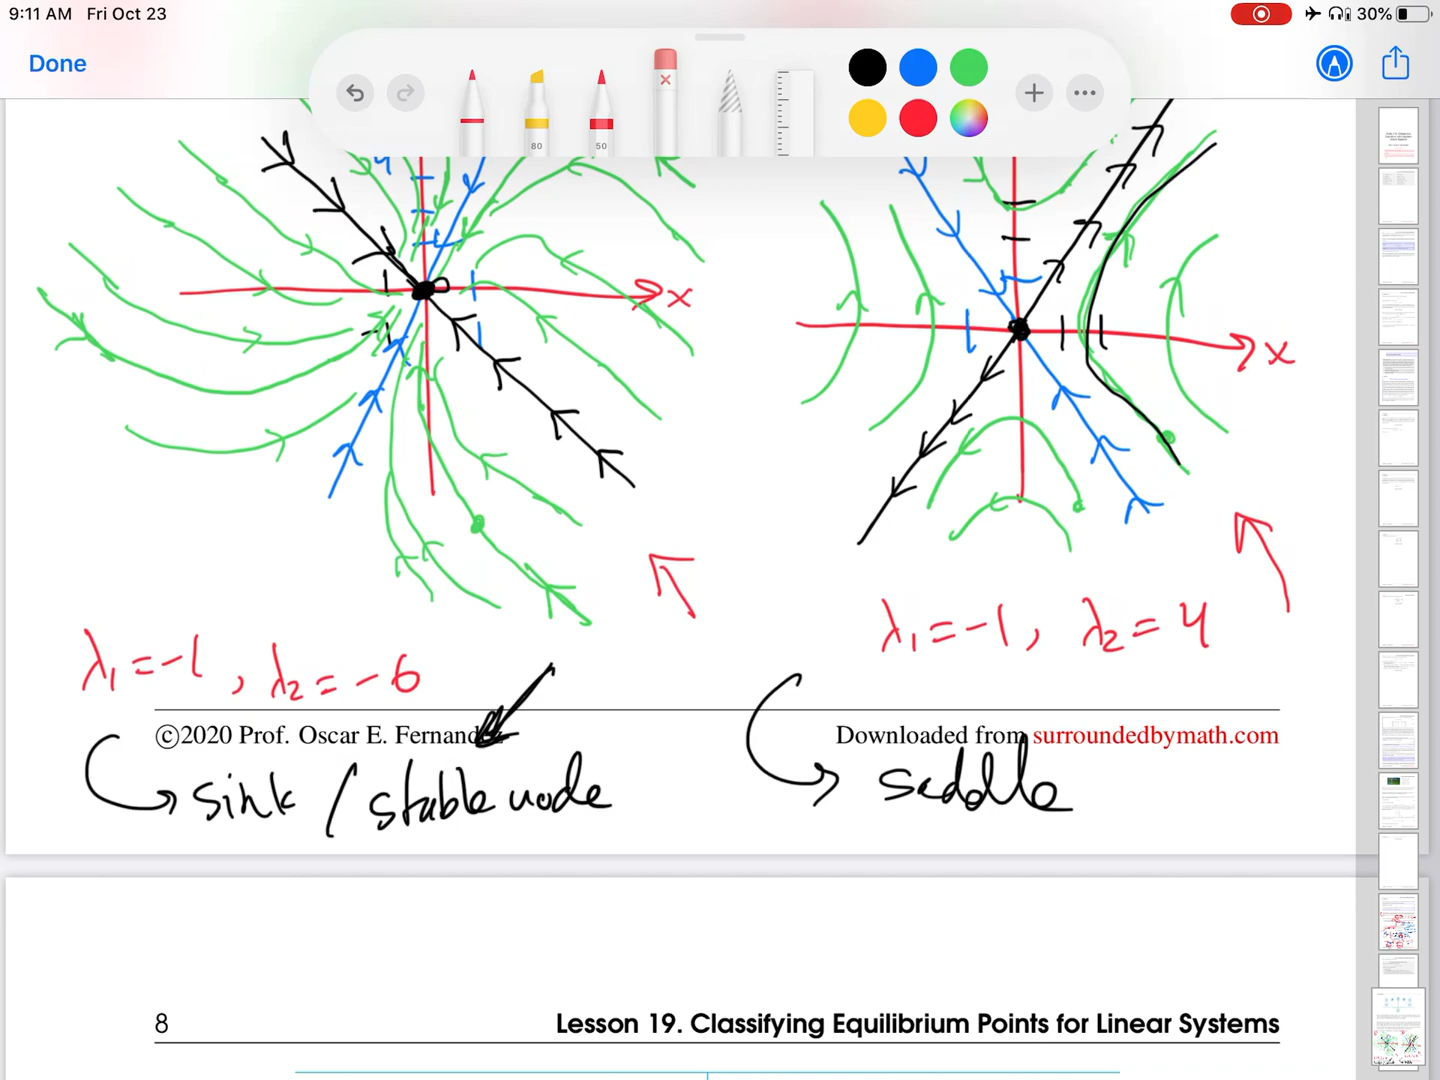 9:11 AM Fri Oct 23
30%
Done
80
50
4
x
x
λ₁ = -1, λ₂ = -6
λ₁ = -1, λ₂ = 4
©2020 Prof. Oscar E. Fernandez
Downloaded from surroundedbymath.com
sink / stable node
saddle
8
Lesson 19. Classifying Equilibrium Points for Linear Systems